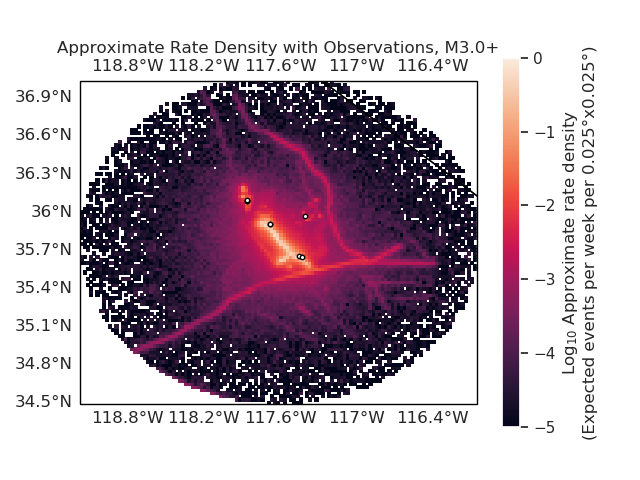 Approximate Rate Density with Observations, M3.0+
118.8°W 118.2°W 117.6°W 117°W 116.4°W
36.9°N
36.6°N
36.3°N
36°N
35.7°N
35.4°N
35.1°N
34.8°N
34.5°N
118.8°W 118.2°W 117.6°W 117°W 116.4°W
0
−1
−2
−3
−4
−5
Log₁₀ Approximate rate density
(Expected events per week per 0.025°x0.025°)